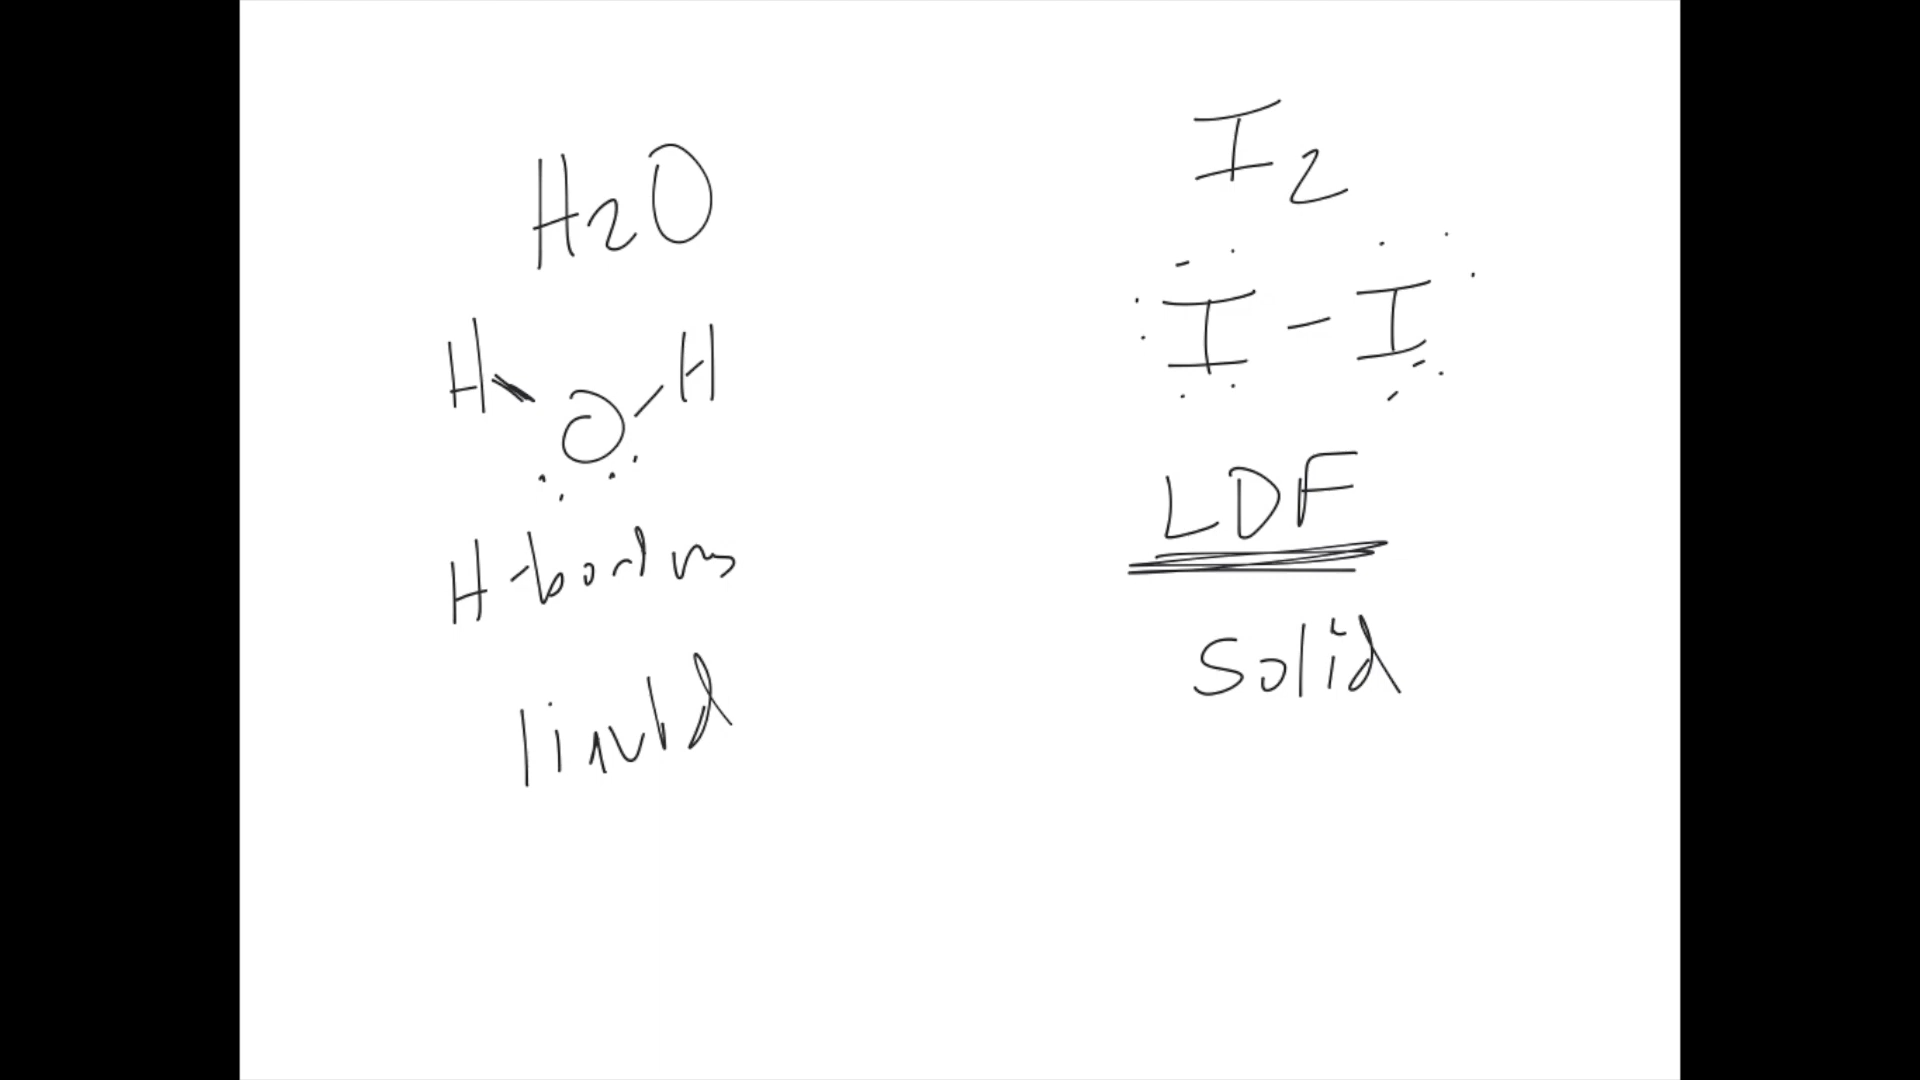 H2O
H O H
H-bonding
liquid
I2
I - I
LDF
Solid